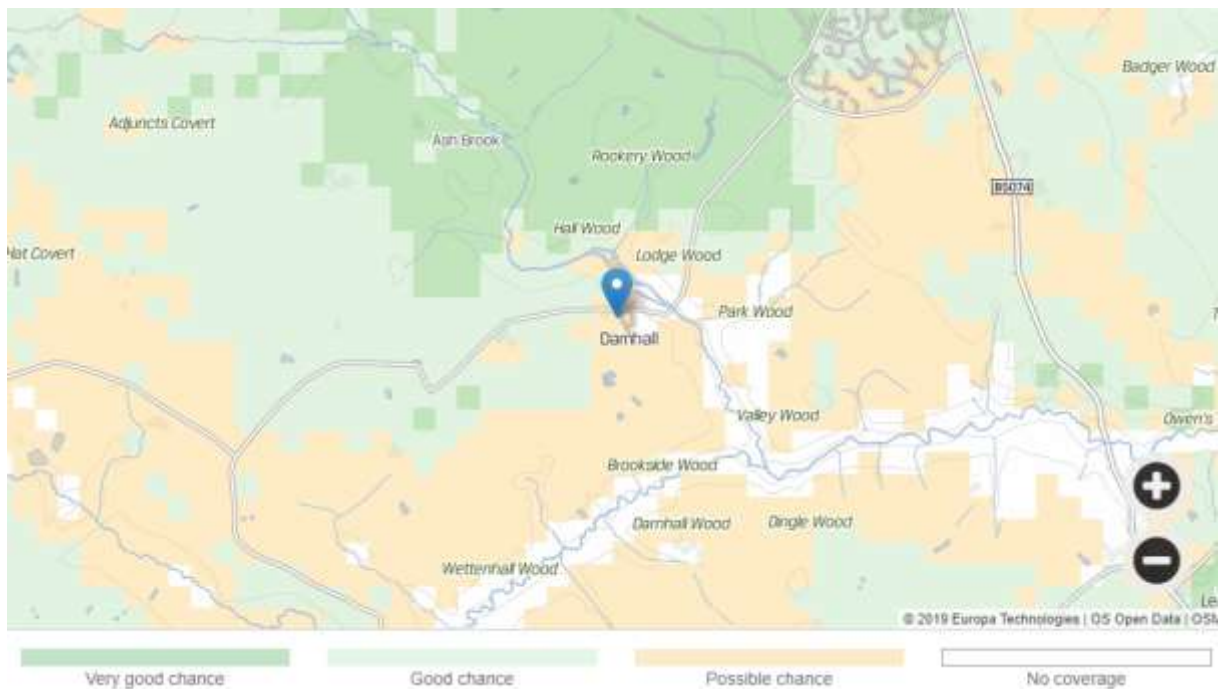 Badger Wood
Adjuncts Covert
Ash Brook
Rookery Wood
B5074
Hall Wood
Hat Covert
Lodge Wood
Park Wood
Darnhall
Valley Wood
Owen's
Brookside Wood
Darnhall Wood
Dingle Wood
Wettenhall Wood
© 2019 Europa Technologies | OS Open Data | OSM
Very good chance
Good chance
Possible chance
No coverage